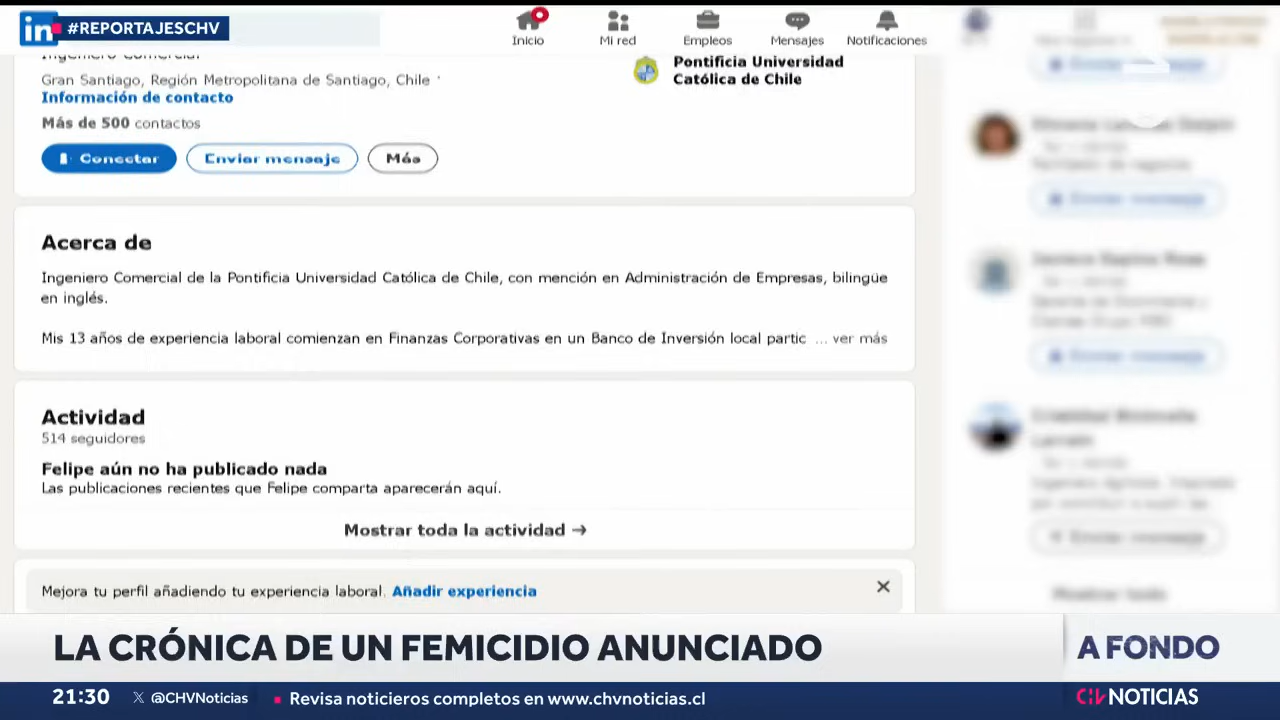 in #REPORTAJESCHV
Inicio
Mi red
Empleos
Mensajes
Notificaciones
Ingeniero Comercial
Gran Santiago, Región Metropolitana de Santiago, Chile
Información de contacto
Más de 500 contactos
Conectar
Enviar mensaje
Más
Pontificia Universidad
Católica de Chile
Acerca de
Ingeniero Comercial de la Pontificia Universidad Católica de Chile, con mención en Administración de Empresas, bilingüe
en inglés.
Mis 13 años de experiencia laboral comienzan en Finanzas Corporativas en un Banco de Inversión local partic ... ver más
Actividad
514 seguidores
Felipe aún no ha publicado nada
Las publicaciones recientes que Felipe comparta aparecerán aquí.
Mostrar toda la actividad →
Mejora tu perfil añadiendo tu experiencia laboral. Añadir experiencia
LA CRÓNICA DE UN FEMICIDIO ANUNCIADO
A FONDO
21:30 @CHVNoticias Revisa noticieros completos en www.chvnoticias.cl
CHV NOTICIAS